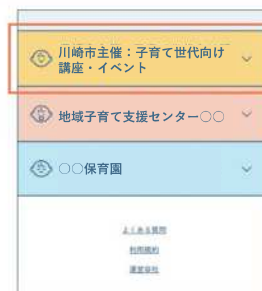 川崎市主催：子育て世代向け
講座・イベント
地域子育て支援センター〇〇
〇〇保育園
よくある質問
利用規約
運営会社